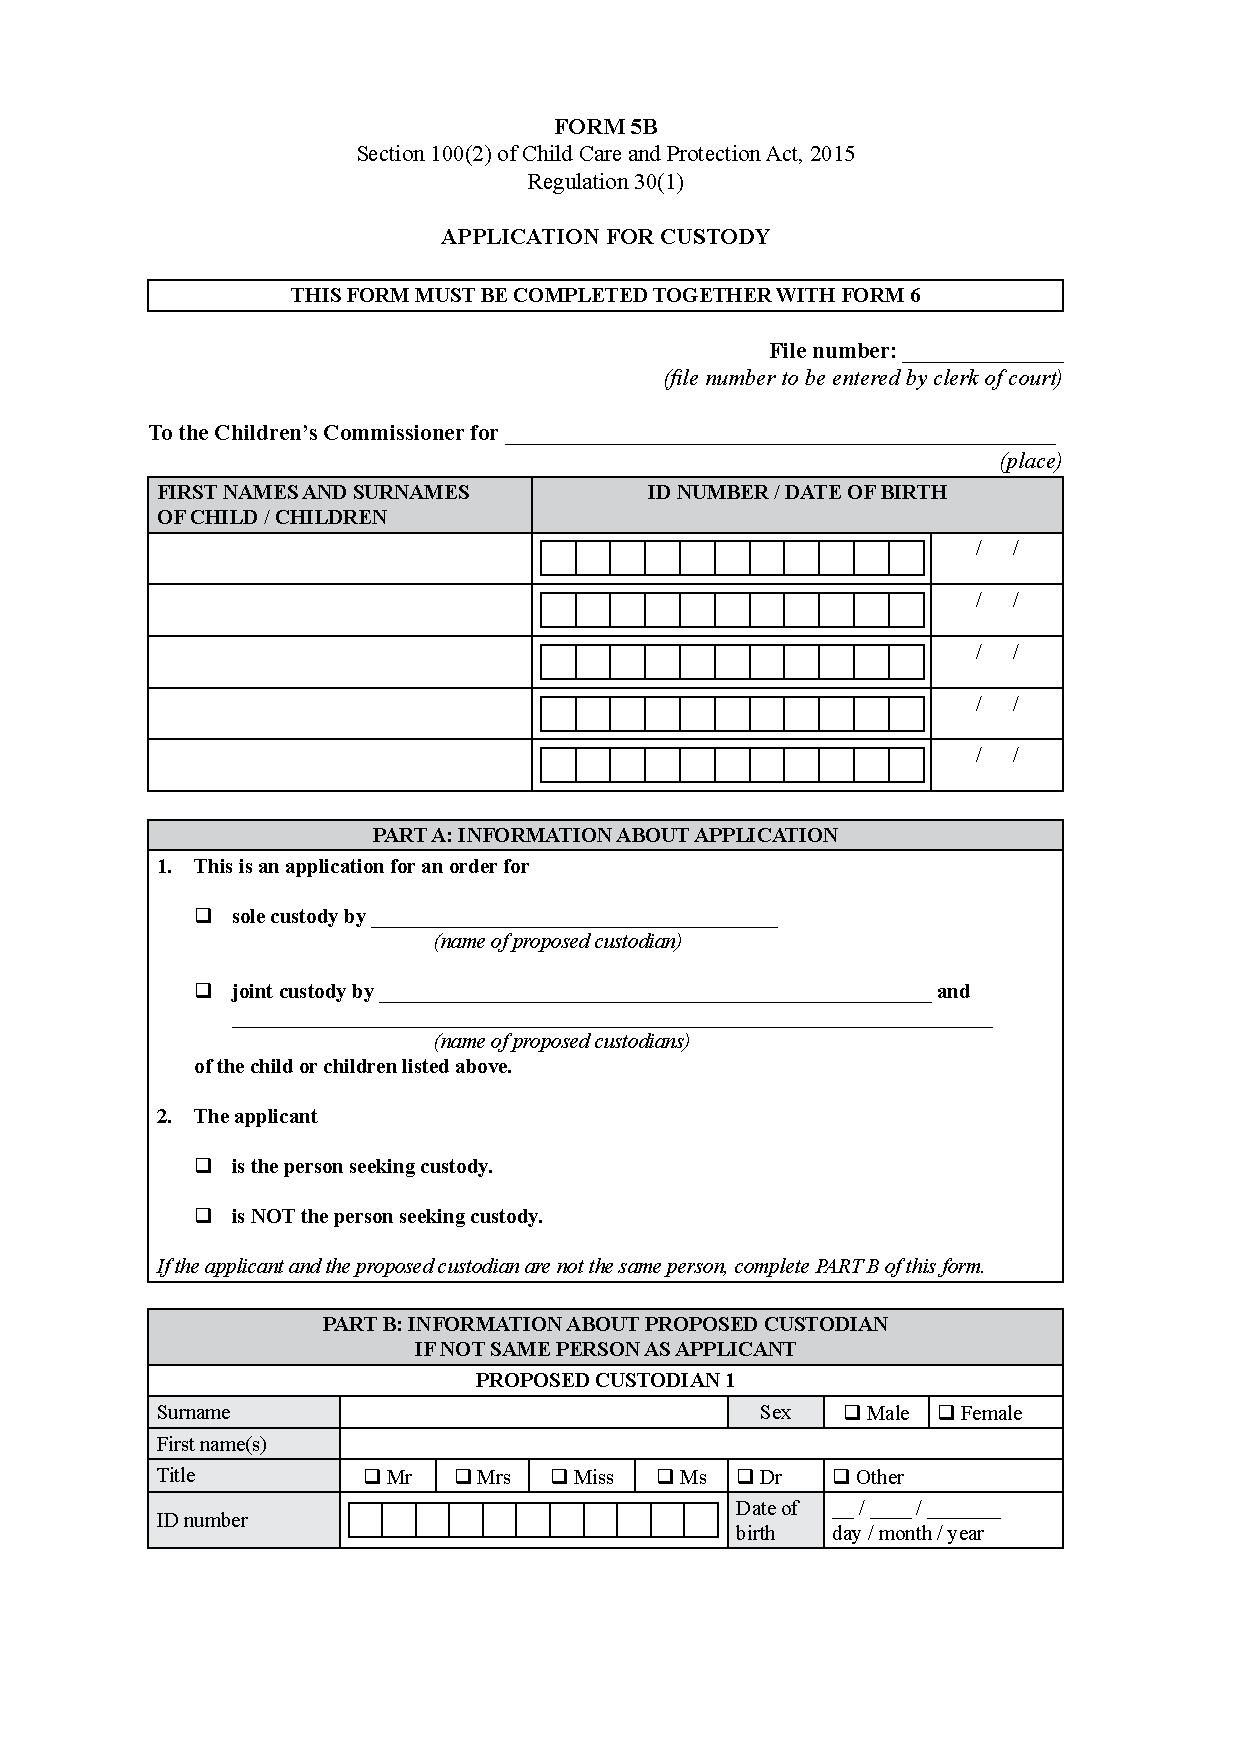 FORM 5B
Section 100(2) of Child Care and Protection Act, 2015
Regulation 30(1)
APPLICATION FOR CUSTODY
THIS FORM MUST BE COMPLETED TOGETHER WITH FORM 6
File number: _______________
(file number to be entered by clerk of court)
To the Children's Commissioner for __________________________________________________
(place)
FIRST NAMES AND SURNAMES ID NUMBER / DATE OF BIRTH
OF CHILD / CHILDREN
/ /
/ /
/ /
/ /
/ /
PART A: INFORMATION ABOUT APPLICATION
1. This is an application for an order for
❑ sole custody by _______________________________________
(name of proposed custodian)
❑ joint custody by _____________________________________________________ and
_________________________________________________________________________
(name of proposed custodians)
of the child or children listed above.
2. The applicant
❑ is the person seeking custody.
❑ is NOT the person seeking custody.
If the applicant and the proposed custodian are not the same person, complete PART B of this form.
PART B: INFORMATION ABOUT PROPOSED CUSTODIAN
IF NOT SAME PERSON AS APPLICANT
PROPOSED CUSTODIAN 1
Surname Sex ❑ Male ❑ Female
First name(s)
Title ❑ Mr ❑ Mrs ❑ Miss ❑ Ms ❑ Dr ❑ Other
ID number Date of birth __ / ____ / _______
day / month / year